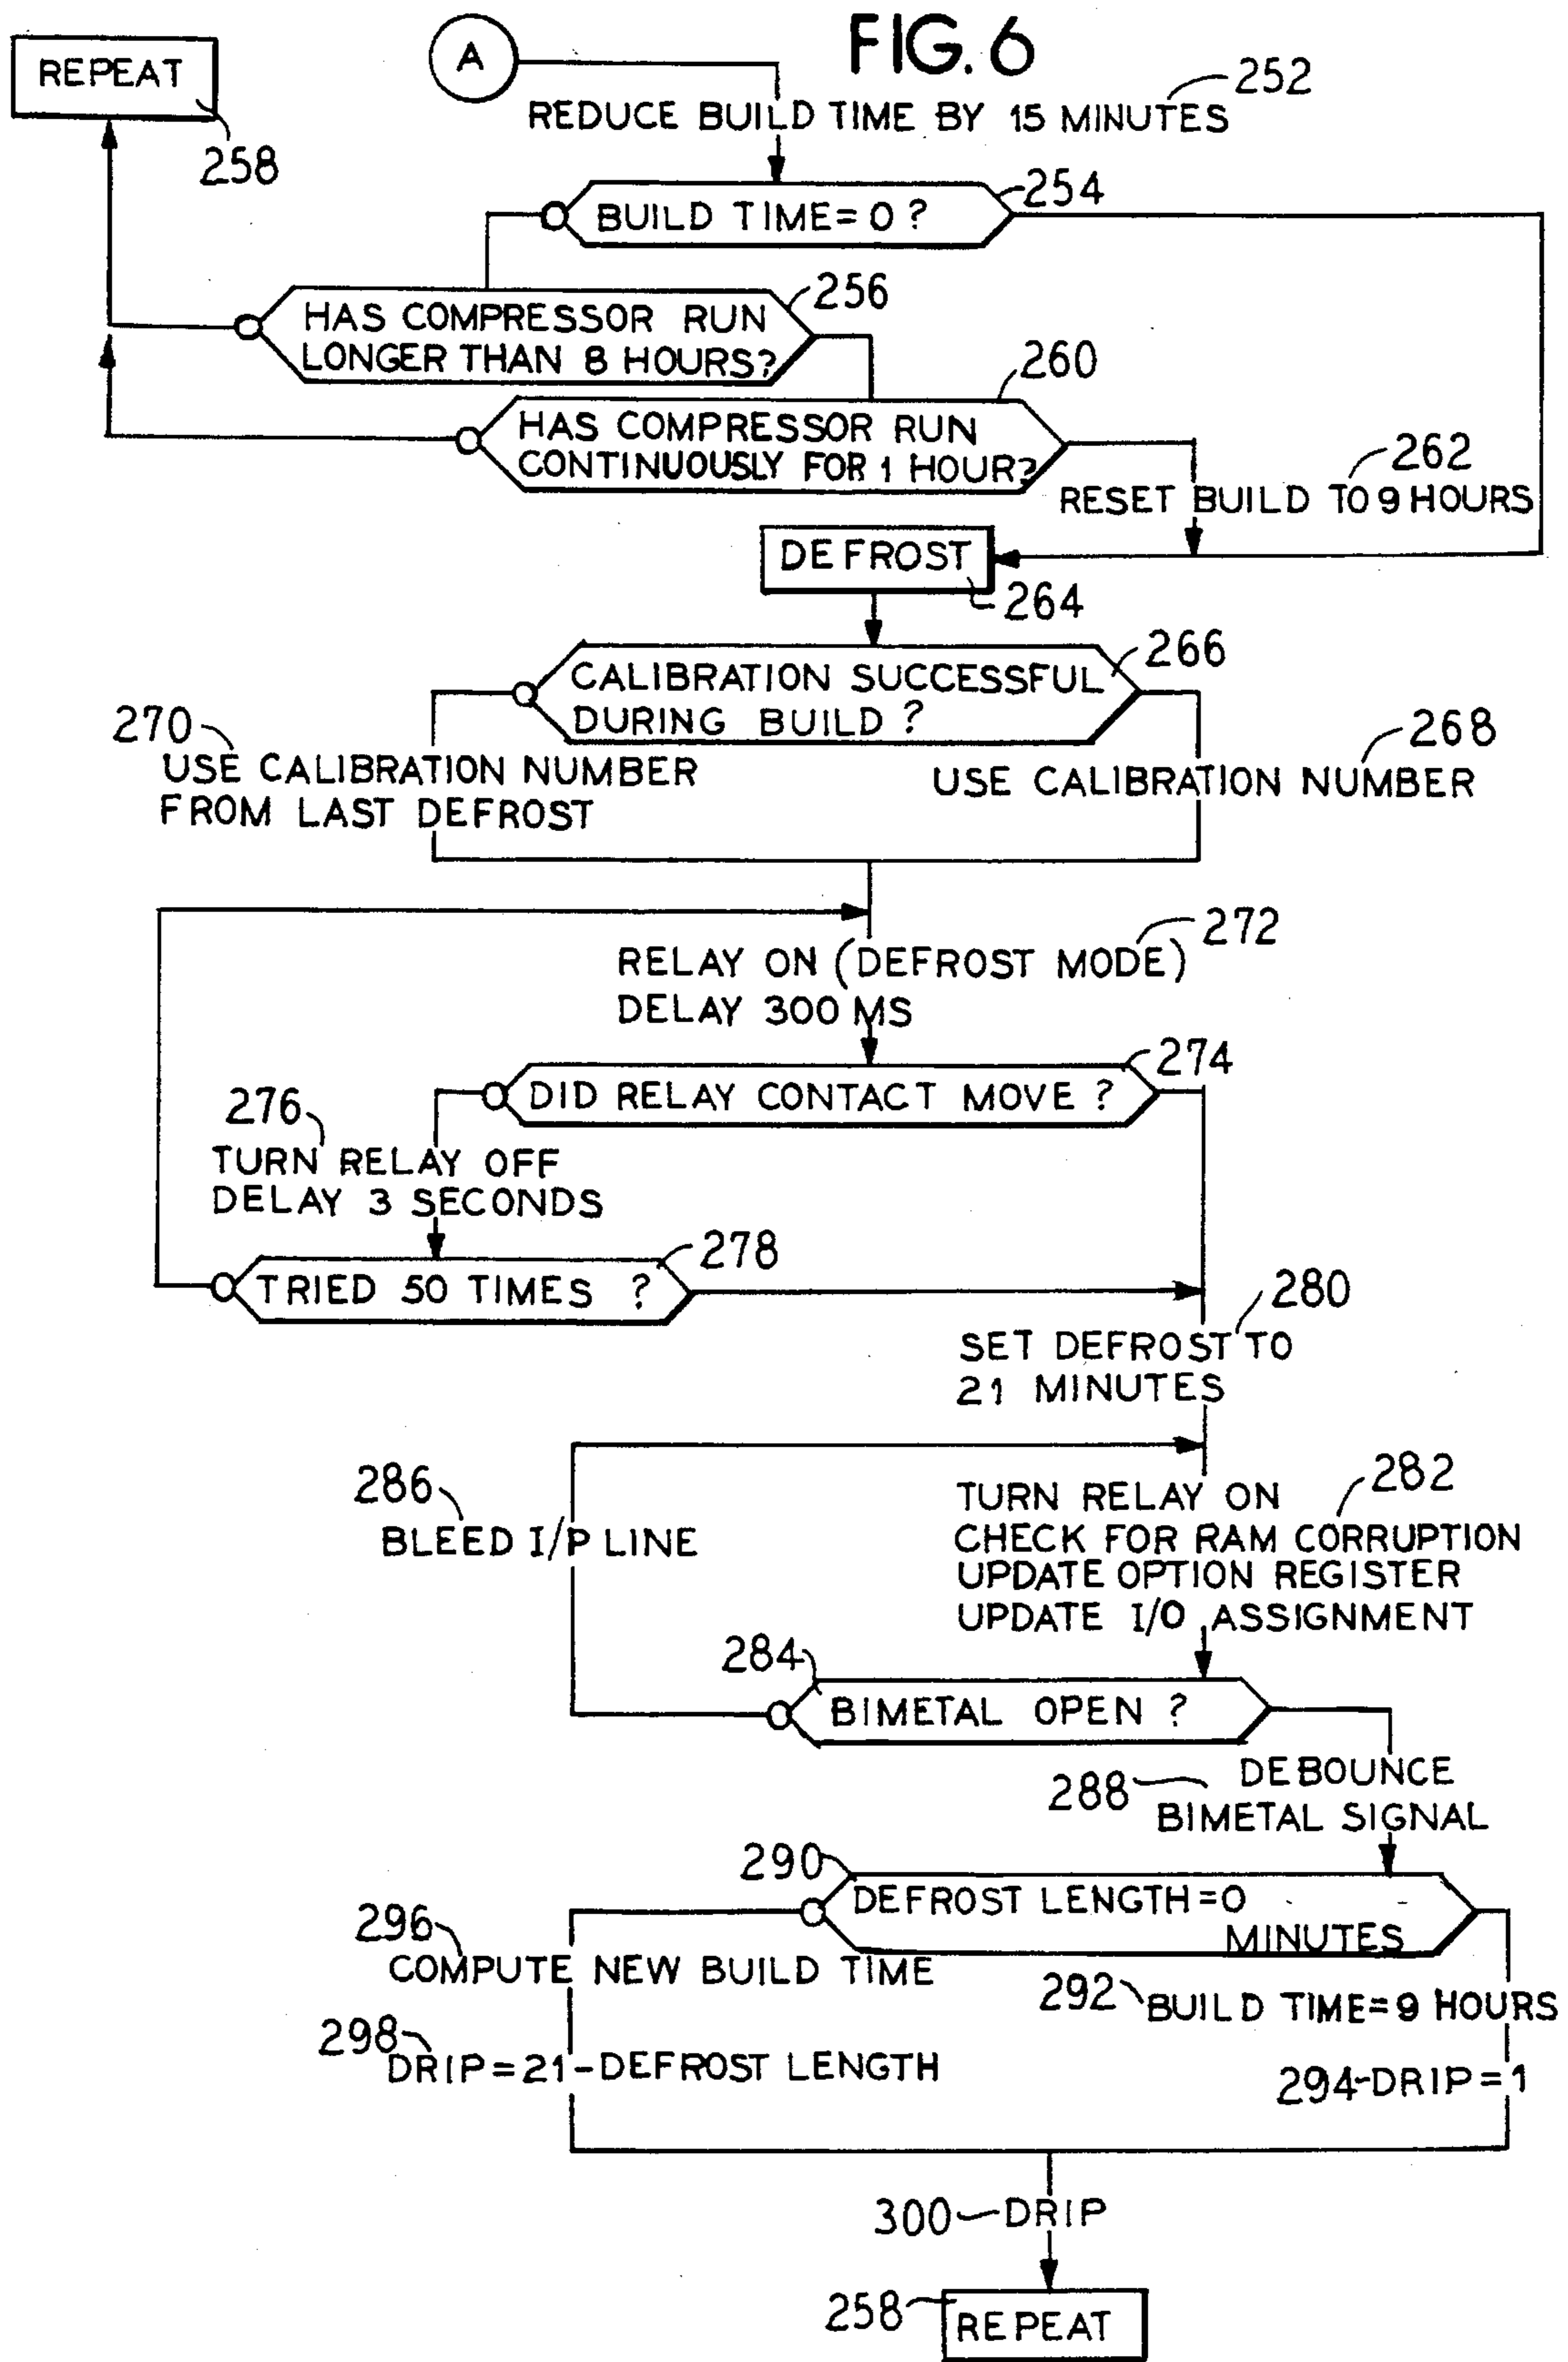 FIG. 6
REPEAT
258
A
REDUCE BUILD TIME BY 15 MINUTES
252
BUILD TIME=0 ?
254
HAS COMPRESSOR RUN
LONGER THAN 8 HOURS?
256
HAS COMPRESSOR RUN
CONTINUOUSLY FOR 1 HOUR?
260
RESET BUILD TO 9 HOURS
262
DEFROST
264
CALIBRATION SUCCESSFUL
DURING BUILD ?
266
270
USE CALIBRATION NUMBER
FROM LAST DEFROST
268
USE CALIBRATION NUMBER
RELAY ON (DEFROST MODE)
DELAY 300 MS
272
DID RELAY CONTACT MOVE ?
274
276
TURN RELAY OFF
DELAY 3 SECONDS
TRIED 50 TIMES ?
278
280
SET DEFROST TO
21 MINUTES
286
BLEED I/P LINE
282
TURN RELAY ON
CHECK FOR RAM CORRUPTION
UPDATE OPTION REGISTER
UPDATE I/O ASSIGNMENT
284
BIMETAL OPEN ?
288
DEBOUNCE
BIMETAL SIGNAL
290
DEFROST LENGTH=0
MINUTES
296
COMPUTE NEW BUILD TIME
292
BUILD TIME=9 HOURS
298
DRIP=21-DEFROST LENGTH
294-DRIP=1
300 DRIP
258
REPEAT